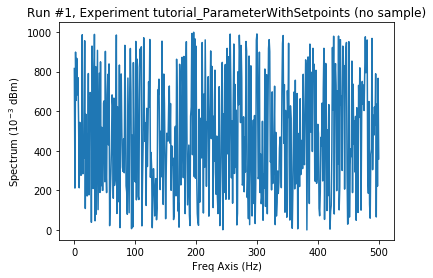 Run #1, Experiment tutorial_ParameterWithSetpoints (no sample)
1000
800
600
400
200
0
Spectrum (10⁻³ dBm)
0 100 200 300 400 500
Freq Axis (Hz)